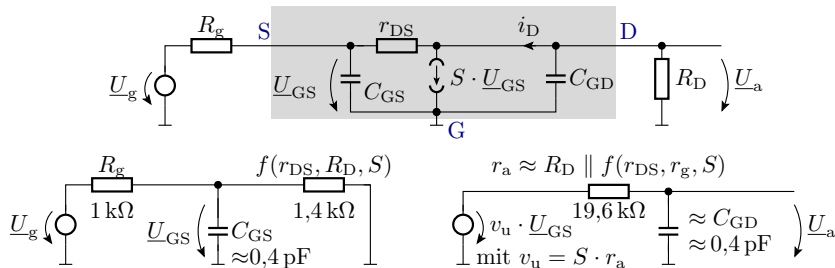 R_g
S
r_DS
i_D
D
U_g
U_GS
C_GS
S · U_GS
C_GD
R_D
U_a
G
R_g
f(r_DS, R_D, S)
r_a ≈ R_D ∥ f(r_DS, r_g, S)
U_g
1 kΩ
U_GS
C_GS
≈0,4 pF
1,4 kΩ
v_u · U_GS
mit v_u = S · r_a
19,6 kΩ
≈ C_GD
≈0,4 pF
U_a